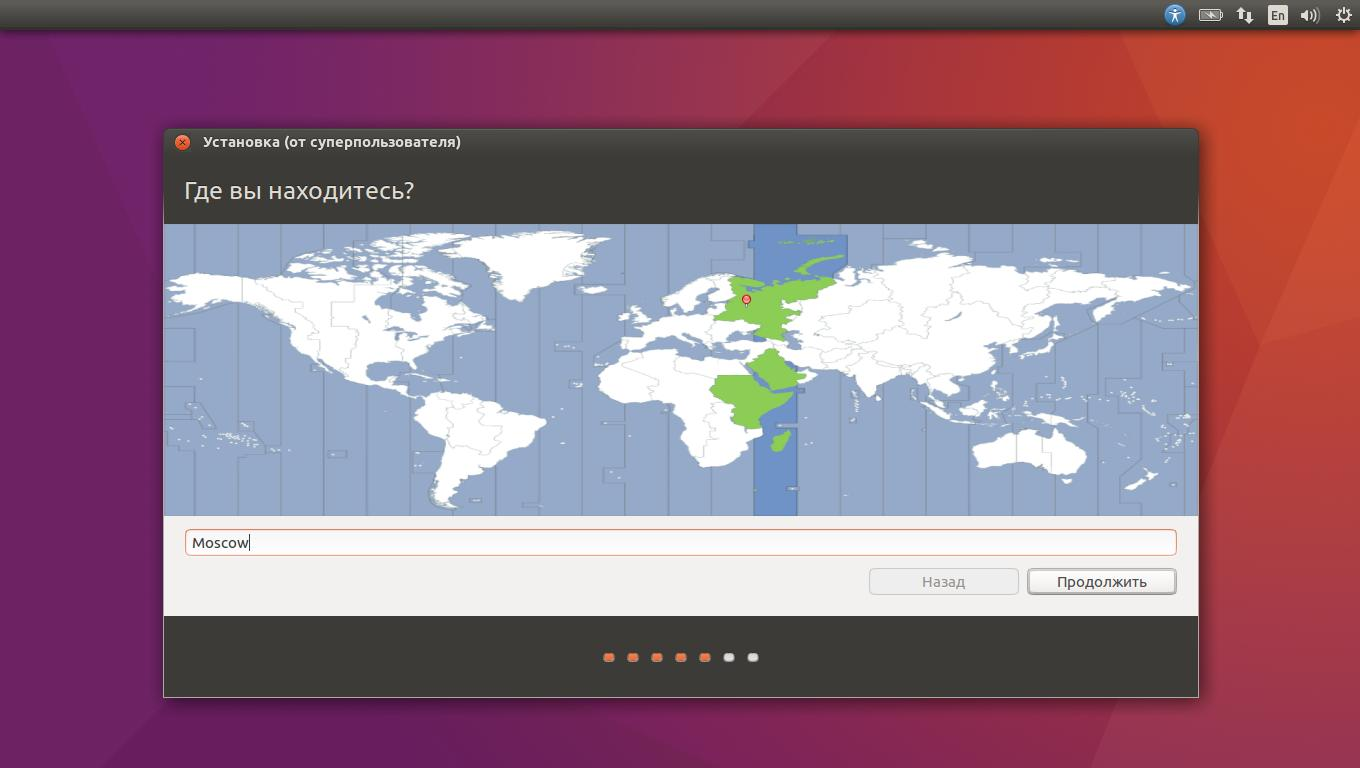 En
Установка (от суперпользователя)
Где вы находитесь?
Moscow
Назад
Продолжить